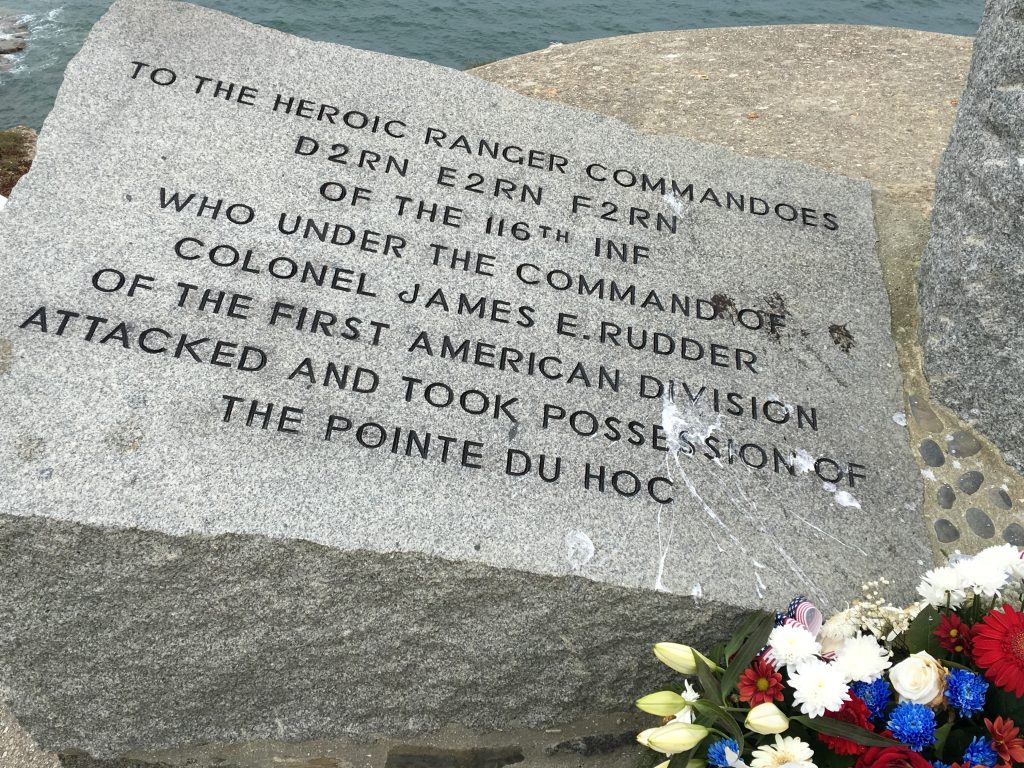 TO THE HEROIC RANGER COMMANDOES
D2RN E2RN F2RN
OF THE 116TH INF
WHO UNDER THE COMMAND OF
COLONEL JAMES E. RUDDER
OF THE FIRST AMERICAN DIVISION
ATTACKED AND TOOK POSSESSION OF
THE POINTE DU HOC